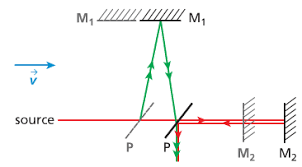 M₁ M₁
v
source
P P M₂ M₂